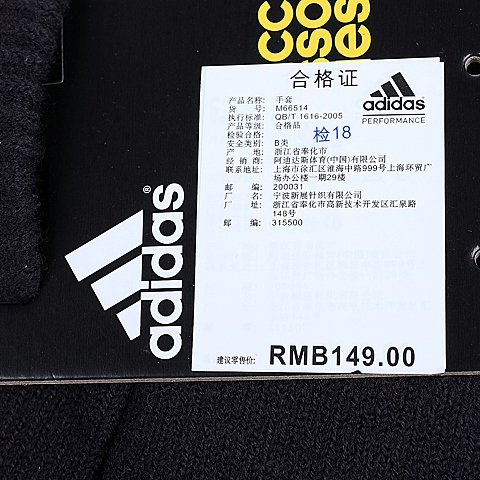 合格证
adidas
PERFORMANCE
产品名称: 手套
货 号: M66514
执行标准: QB/T 1616-2005
产品等级: 合格品
检验合格: 检18
安全类别: B类
产 地: 浙江省奉化市
经 销 商: 阿迪达斯体育(中国)有限公司
联系地址: 上海市徐汇区淮海中路999号上海环贸广
场办公楼一期29楼
邮 编: 200031
厂 名: 宁波新展针织有限公司
厂 址: 浙江省奉化市高新技术开发区汇泉路
148号
邮 编: 315500
建议零售价: RMB149.00
adidas®